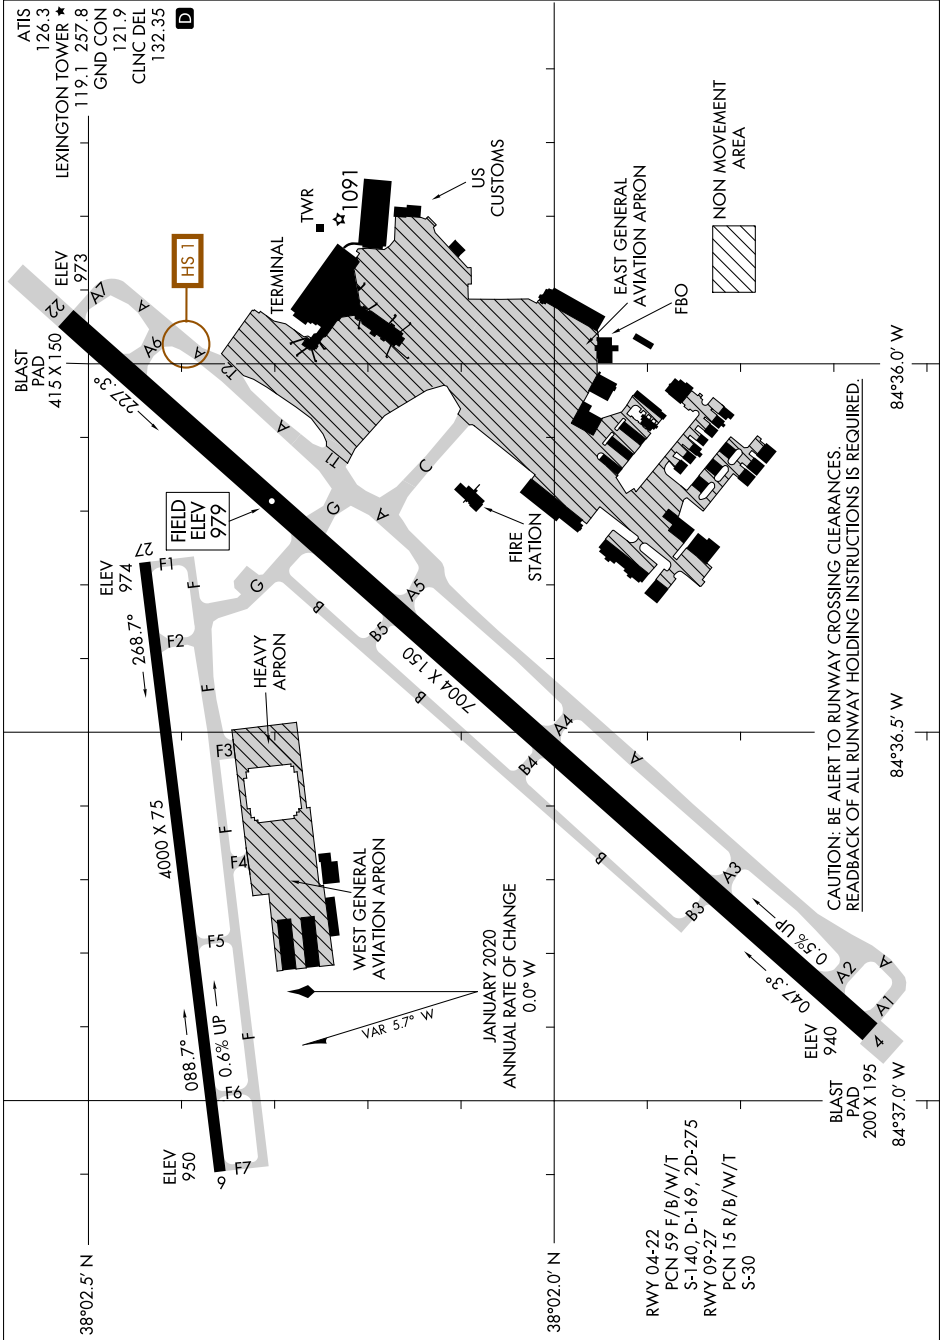 ATIS
126.3
LEXINGTON TOWER ★
119.1 257.8
GND CON
121.9
CLNC DEL
132.35
D
HS 1
BLAST
PAD
415 X 150
22
ELEV
973
A7
A
A6
A
227.3°
T2
A
T1
TERMINAL
TWR
1091
US
CUSTOMS
NON MOVEMENT
AREA
EAST GENERAL
AVIATION APRON
FBO
FIELD
ELEV
979
G
C
A
FIRE
STATION
ELEV
974
27
F1
F
G
F2
268.7°
F
B
B5
A5
HEAVY
APRON
F3
B
7004 X 150
A4
B4
A
4000 X 75
F
F4
F5
WEST GENERAL
AVIATION APRON
B
A3
B3
JANUARY 2020
ANNUAL RATE OF CHANGE
0.0° W
VAR 5.7° W
088.7°
0.6% UP
F
F6
F7
ELEV
950
9
0.5% UP
047.3°
A2
A
A1
4
ELEV
940
BLAST
PAD
200 X 195
CAUTION: BE ALERT TO RUNWAY CROSSING CLEARANCES.
READBACK OF ALL RUNWAY HOLDING INSTRUCTIONS IS REQUIRED.
84°36.0' W
84°36.5' W
84°37.0' W
38°02.5' N
38°02.0' N
RWY 04-22
PCN 59 F/B/W/T
S-140, D-169, 2D-275
RWY 09-27
PCN 15 R/B/W/T
S-30